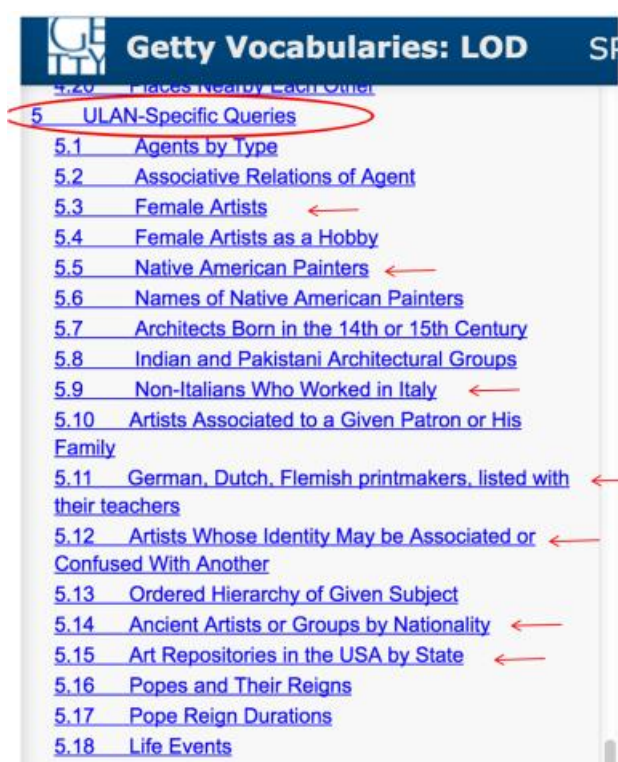 GETTY
Getty Vocabularies: LOD
4.20 Places Nearby Each Other
5 ULAN-Specific Queries
5.1 Agents by Type
5.2 Associative Relations of Agent
5.3 Female Artists
5.4 Female Artists as a Hobby
5.5 Native American Painters
5.6 Names of Native American Painters
5.7 Architects Born in the 14th or 15th Century
5.8 Indian and Pakistani Architectural Groups
5.9 Non-Italians Who Worked in Italy
5.10 Artists Associated to a Given Patron or His
Family
5.11 German, Dutch, Flemish printmakers, listed with
their teachers
5.12 Artists Whose Identity May be Associated or
Confused With Another
5.13 Ordered Hierarchy of Given Subject
5.14 Ancient Artists or Groups by Nationality
5.15 Art Repositories in the USA by State
5.16 Popes and Their Reigns
5.17 Pope Reign Durations
5.18 Life Events